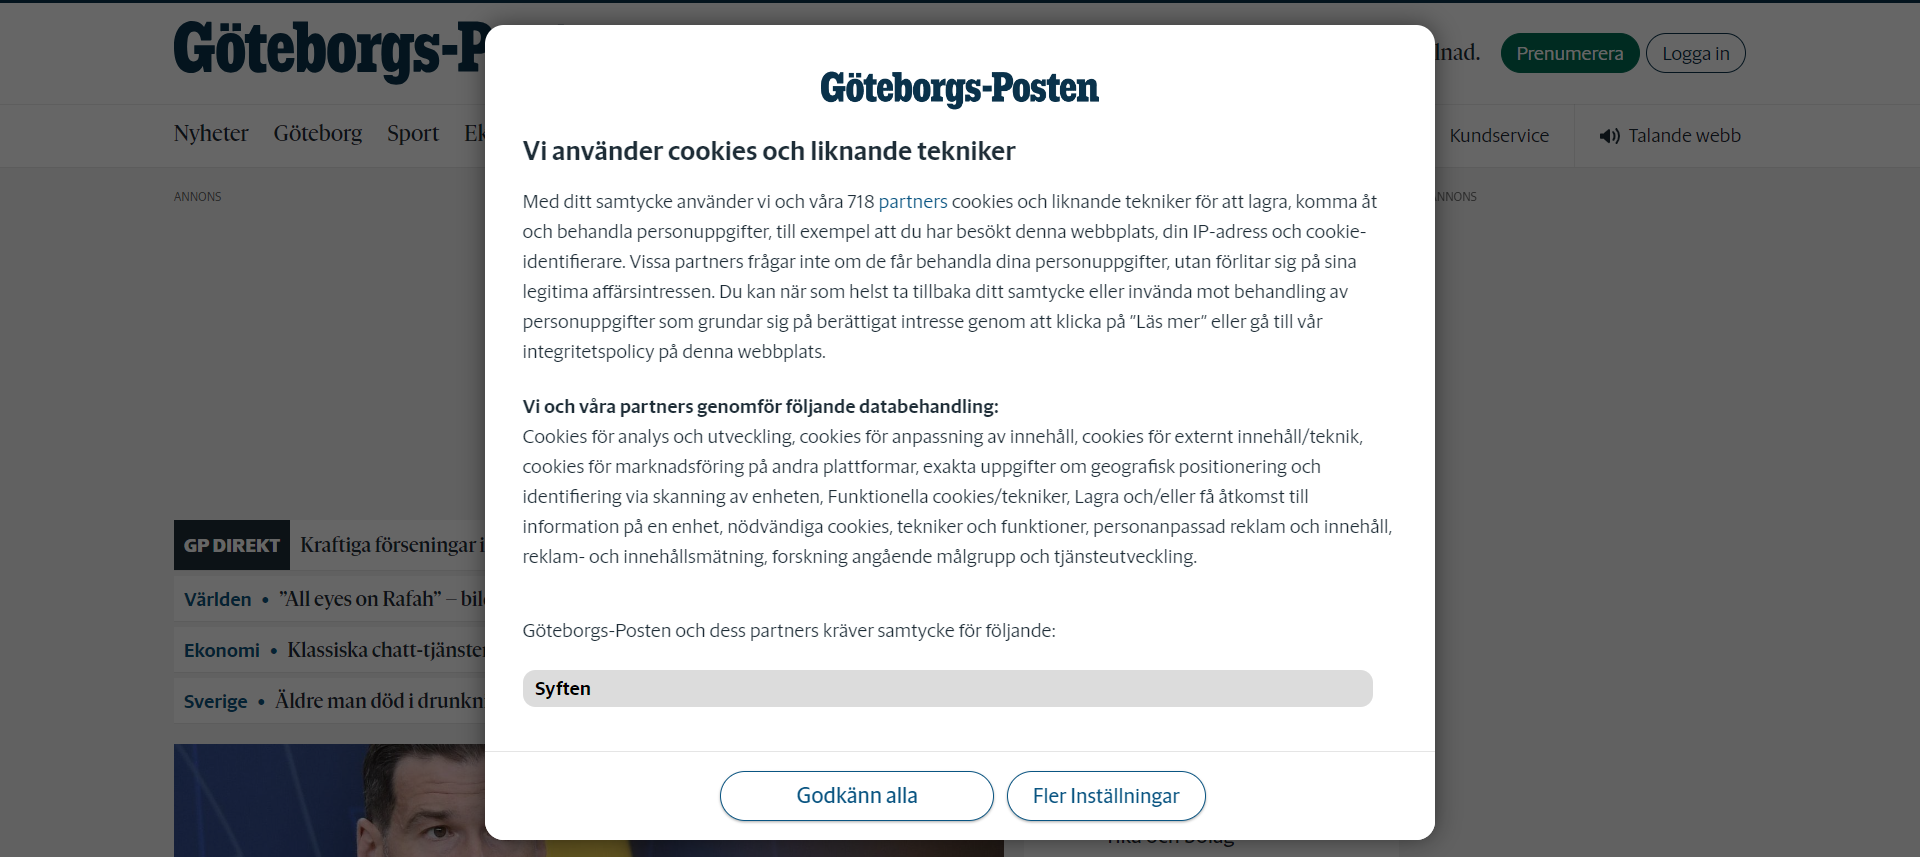 Göteborgs-P
lnad.
Prenumerera
Logga in
Nyheter Göteborg Sport Ek
Kundservice
Talande webb
ANNONS
NNONS
GP DIREKT Kraftiga förseningar i
Världen • ”All eyes on Rafah” – bil
Ekonomi • Klassiska chatt-tjänste
Sverige • Äldre man död i drunkn
Göteborgs-Posten
Vi använder cookies och liknande tekniker
Med ditt samtycke använder vi och våra 718 partners cookies och liknande tekniker för att lagra, komma åt
och behandla personuppgifter, till exempel att du har besökt denna webbplats, din IP-adress och cookie-
identifierare. Vissa partners frågar inte om de får behandla dina personuppgifter, utan förlitar sig på sina
legitima affärsintressen. Du kan när som helst ta tillbaka ditt samtycke eller invända mot behandling av
personuppgifter som grundar sig på berättigat intresse genom att klicka på ”Läs mer” eller gå till vår
integritetspolicy på denna webbplats.
Vi och våra partners genomför följande databehandling:
Cookies för analys och utveckling, cookies för anpassning av innehåll, cookies för externt innehåll/teknik,
cookies för marknadsföring på andra plattformar, exakta uppgifter om geografisk positionering och
identifiering via skanning av enheten, Funktionella cookies/tekniker, Lagra och/eller få åtkomst till
information på en enhet, nödvändiga cookies, tekniker och funktioner, personanpassad reklam och innehåll,
reklam- och innehållsmätning, forskning angående målgrupp och tjänsteutveckling.
Göteborgs-Posten och dess partners kräver samtycke för följande:
Syften
Godkänn alla
Fler Inställningar